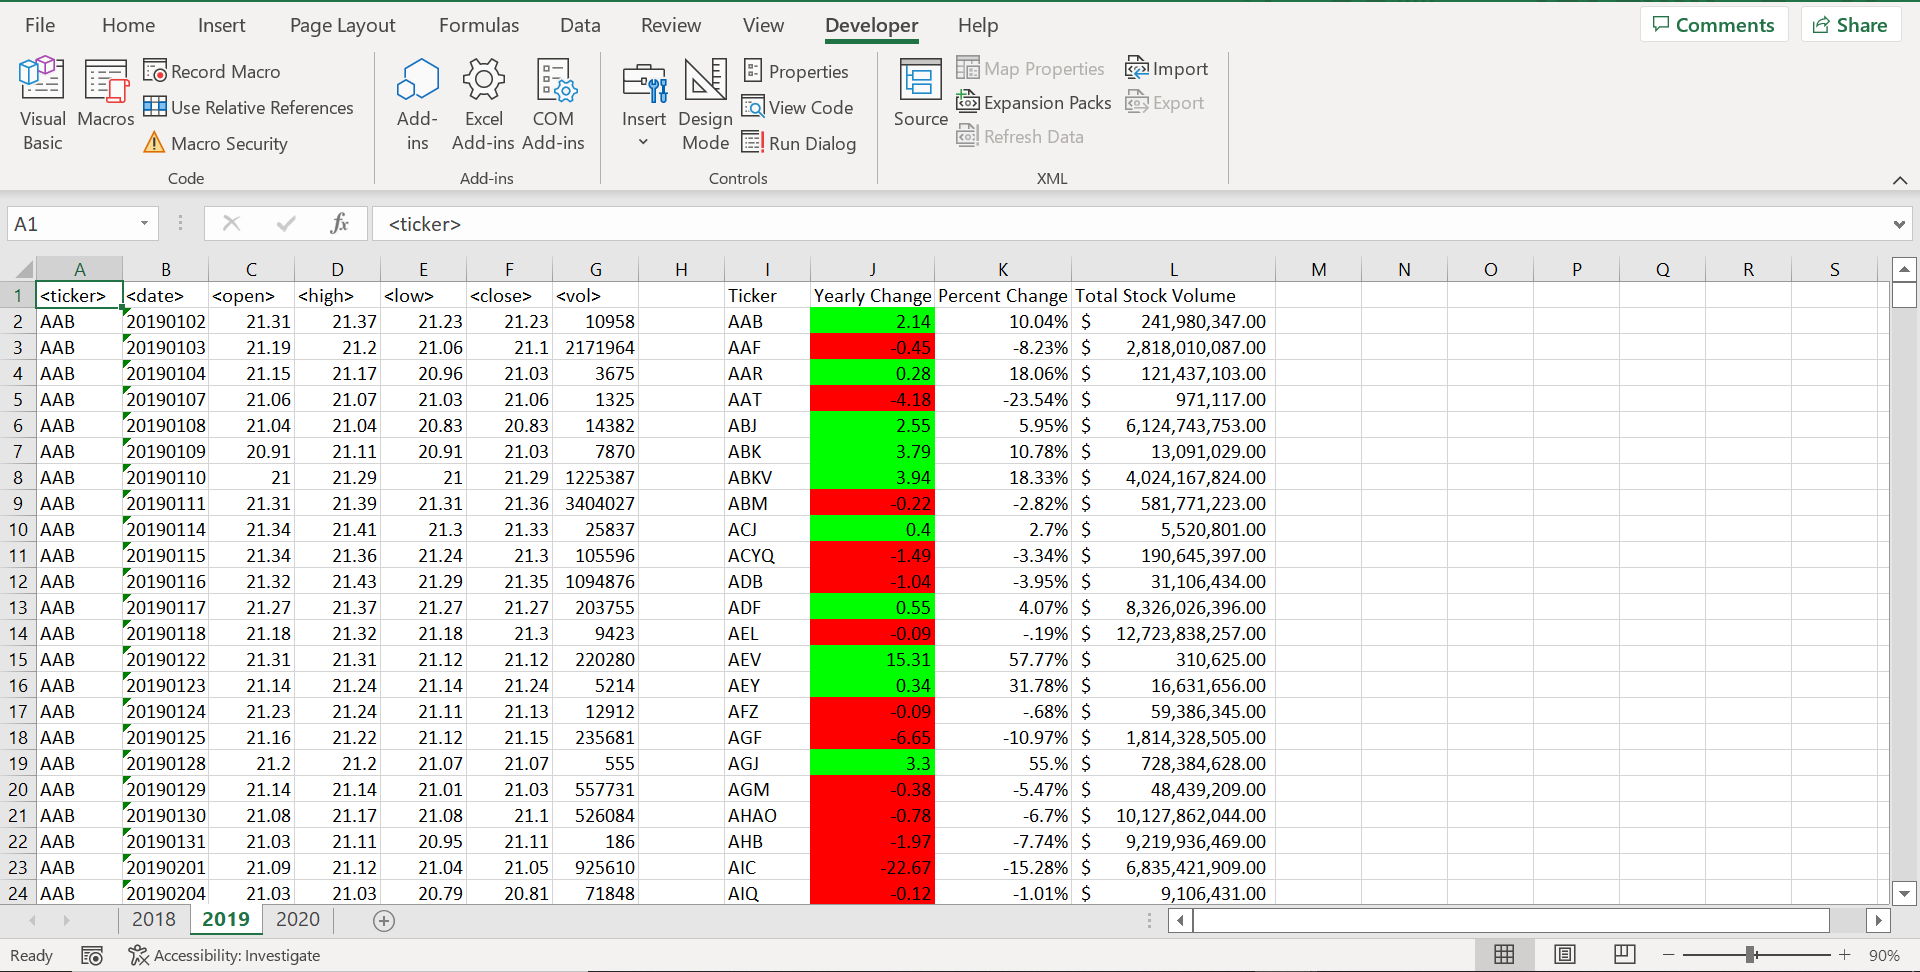 File Home Insert Page Layout Formulas Data Review View Developer Help Comments Share
Visual Basic
Macros
Record Macro
Use Relative References
Macro Security
Code
Add-ins
Excel Add-ins
COM Add-ins
Add-ins
Insert
Design Mode
Properties
View Code
Run Dialog
Controls
Source
Map Properties
Expansion Packs
Refresh Data
Import
Export
XML
A1 fx <ticker>
A B C D E F G H I J K L M N O P Q R S
1 <ticker> <date> <open> <high> <low> <close> <vol> Ticker Yearly Change Percent Change Total Stock Volume
2 AAB 20190102 21.31 21.37 21.23 21.23 10958 AAB 2.14 10.04% $ 241,980,347.00
3 AAB 20190103 21.19 21.2 21.06 21.1 2171964 AAF -0.45 -8.23% $ 2,818,010,087.00
4 AAB 20190104 21.15 21.17 20.96 21.03 3675 AAR 0.28 18.06% $ 121,437,103.00
5 AAB 20190107 21.06 21.07 21.03 21.06 1325 AAT -4.18 -23.54% $ 971,117.00
6 AAB 20190108 21.04 21.04 20.83 20.83 14382 ABJ 2.55 5.95% $ 6,124,743,753.00
7 AAB 20190109 20.91 21.11 20.91 21.03 7870 ABK 3.79 10.78% $ 13,091,029.00
8 AAB 20190110 21 21.29 21 21.29 1225387 ABKV 3.94 18.33% $ 4,024,167,824.00
9 AAB 20190111 21.31 21.39 21.31 21.36 3404027 ABM -0.22 -2.82% $ 581,771,223.00
10 AAB 20190114 21.34 21.41 21.3 21.33 25837 ACJ 0.4 2.7% $ 5,520,801.00
11 AAB 20190115 21.34 21.36 21.24 21.3 105596 ACYQ -1.49 -3.34% $ 190,645,397.00
12 AAB 20190116 21.32 21.43 21.29 21.35 1094876 ADB -1.04 -3.95% $ 31,106,434.00
13 AAB 20190117 21.27 21.37 21.27 21.27 203755 ADF 0.55 4.07% $ 8,326,026,396.00
14 AAB 20190118 21.18 21.32 21.18 21.3 9423 AEL -0.09 -.19% $ 12,723,838,257.00
15 AAB 20190122 21.31 21.31 21.12 21.12 220280 AEV 15.31 57.77% $ 310,625.00
16 AAB 20190123 21.14 21.24 21.14 21.24 5214 AEY 0.34 31.78% $ 16,631,656.00
17 AAB 20190124 21.23 21.24 21.11 21.13 12912 AFZ -0.09 -.68% $ 59,386,345.00
18 AAB 20190125 21.16 21.22 21.12 21.15 235681 AGF -6.65 -10.97% $ 1,814,328,505.00
19 AAB 20190128 21.2 21.2 21.07 21.07 555 AGJ 3.3 55.% $ 728,384,628.00
20 AAB 20190129 21.14 21.14 21.01 21.03 557731 AGM -0.38 -5.47% $ 48,439,209.00
21 AAB 20190130 21.08 21.17 21.08 21.1 526084 AHAO -0.78 -6.7% $ 10,127,862,044.00
22 AAB 20190131 21.03 21.11 20.95 21.11 186 AHB -1.97 -7.74% $ 9,219,936,469.00
23 AAB 20190201 21.09 21.12 21.04 21.05 925610 AIC -22.67 -15.28% $ 6,835,421,909.00
24 AAB 20190204 21.03 21.03 20.79 20.81 71848 AIQ -0.12 -1.01% $ 9,106,431.00
2018 2019 2020
Ready Accessibility: Investigate 90%